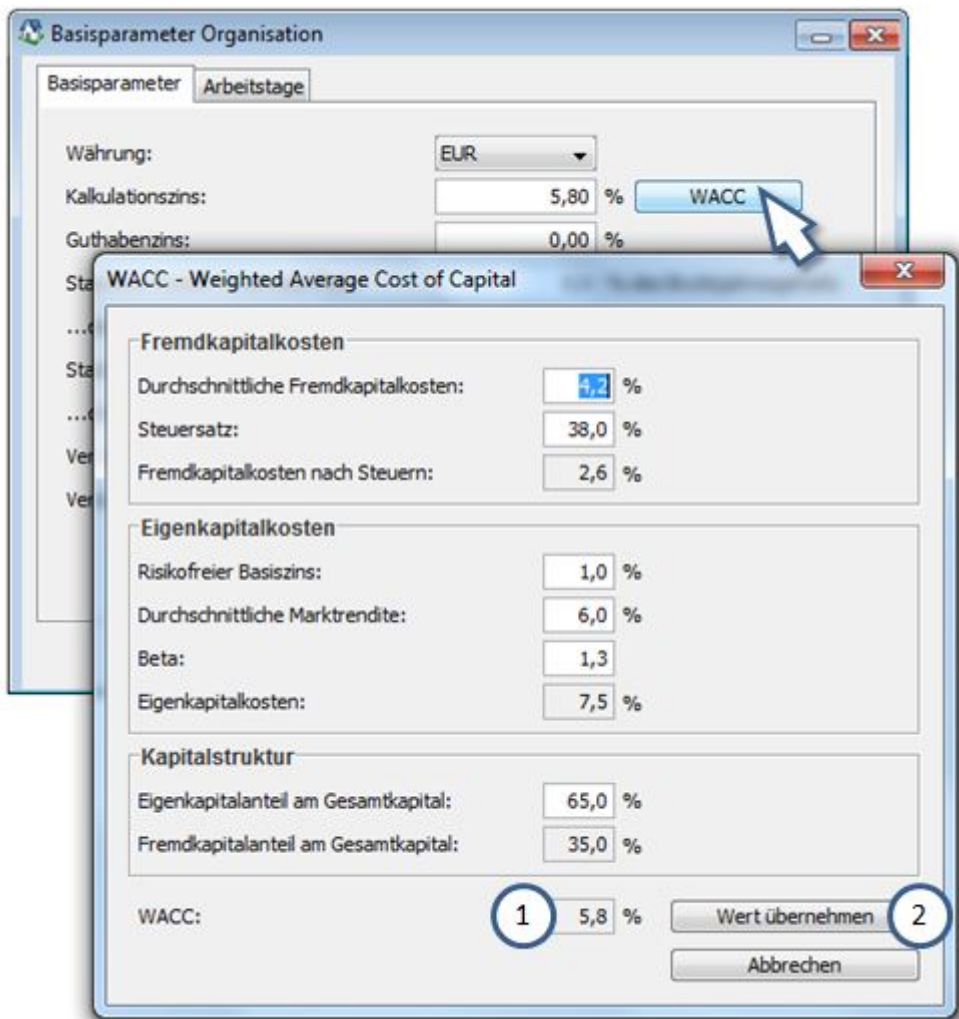 Basisparameter Organisation
Basisparameter Arbeitstage
Währung: EUR
Kalkulationszins: 5,80 % WACC
Guthabenzins: 0,00 %
WACC - Weighted Average Cost of Capital
Fremdkapitalkosten
Durchschnittliche Fremdkapitalkosten: 4,2 %
Steuersatz: 38,0 %
Fremdkapitalkosten nach Steuern: 2,6 %
Eigenkapitalkosten
Risikofreier Basiszins: 1,0 %
Durchschnittliche Marktrendite: 6,0 %
Beta: 1,3
Eigenkapitalkosten: 7,5 %
Kapitalstruktur
Eigenkapitalanteil am Gesamtkapital: 65,0 %
Fremdkapitalanteil am Gesamtkapital: 35,0 %
WACC: 1 5,8 % Wert übernehmen 2
Abbrechen